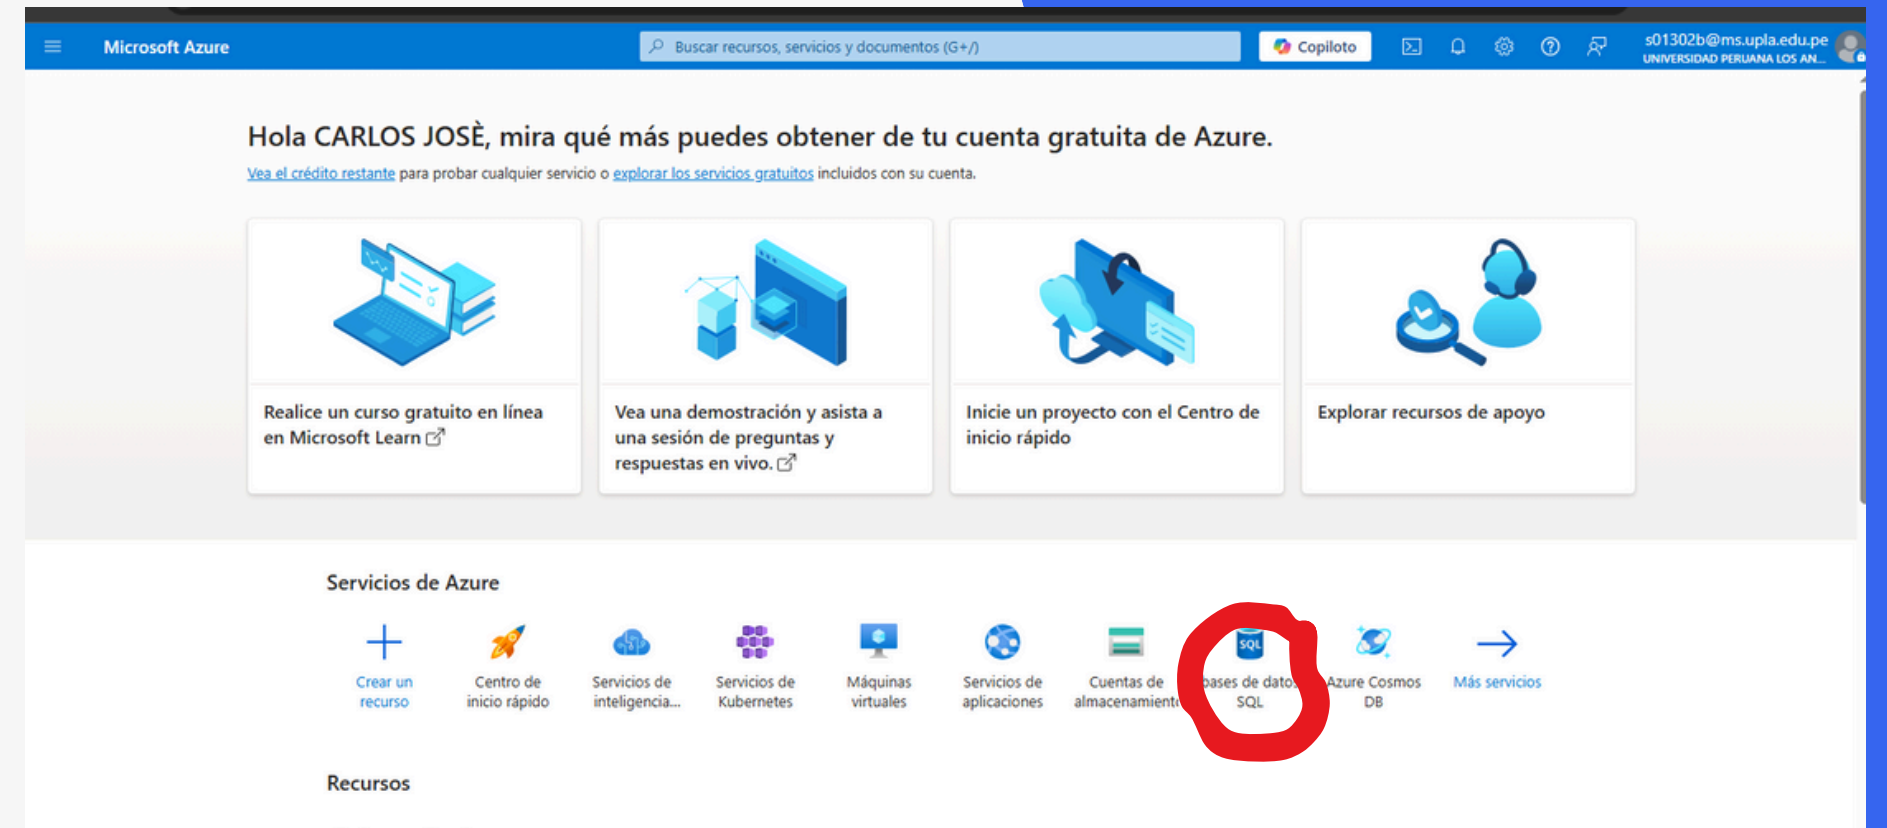 Microsoft Azure
Buscar recursos, servicios y documentos (G+/)
Copiloto
s01302b@ms.upla.edu.pe
UNIVERSIDAD PERUANA LOS AN...
Hola CARLOS JOSÈ, mira qué más puedes obtener de tu cuenta gratuita de Azure.
Vea el crédito restante para probar cualquier servicio o explorar los servicios gratuitos incluidos con su cuenta.
Realice un curso gratuito en línea
en Microsoft Learn
Vea una demostración y asista a
una sesión de preguntas y
respuestas en vivo.
Inicie un proyecto con el Centro de
inicio rápido
Explorar recursos de apoyo
Servicios de Azure
Crear un
recurso
Centro de
inicio rápido
Servicios de
inteligencia...
Servicios de
Kubernetes
Máquinas
virtuales
Servicios de
aplicaciones
Cuentas de
almacenamiento
SQL
bases de datos
SQL
Azure Cosmos
DB
Más servicios
Recursos